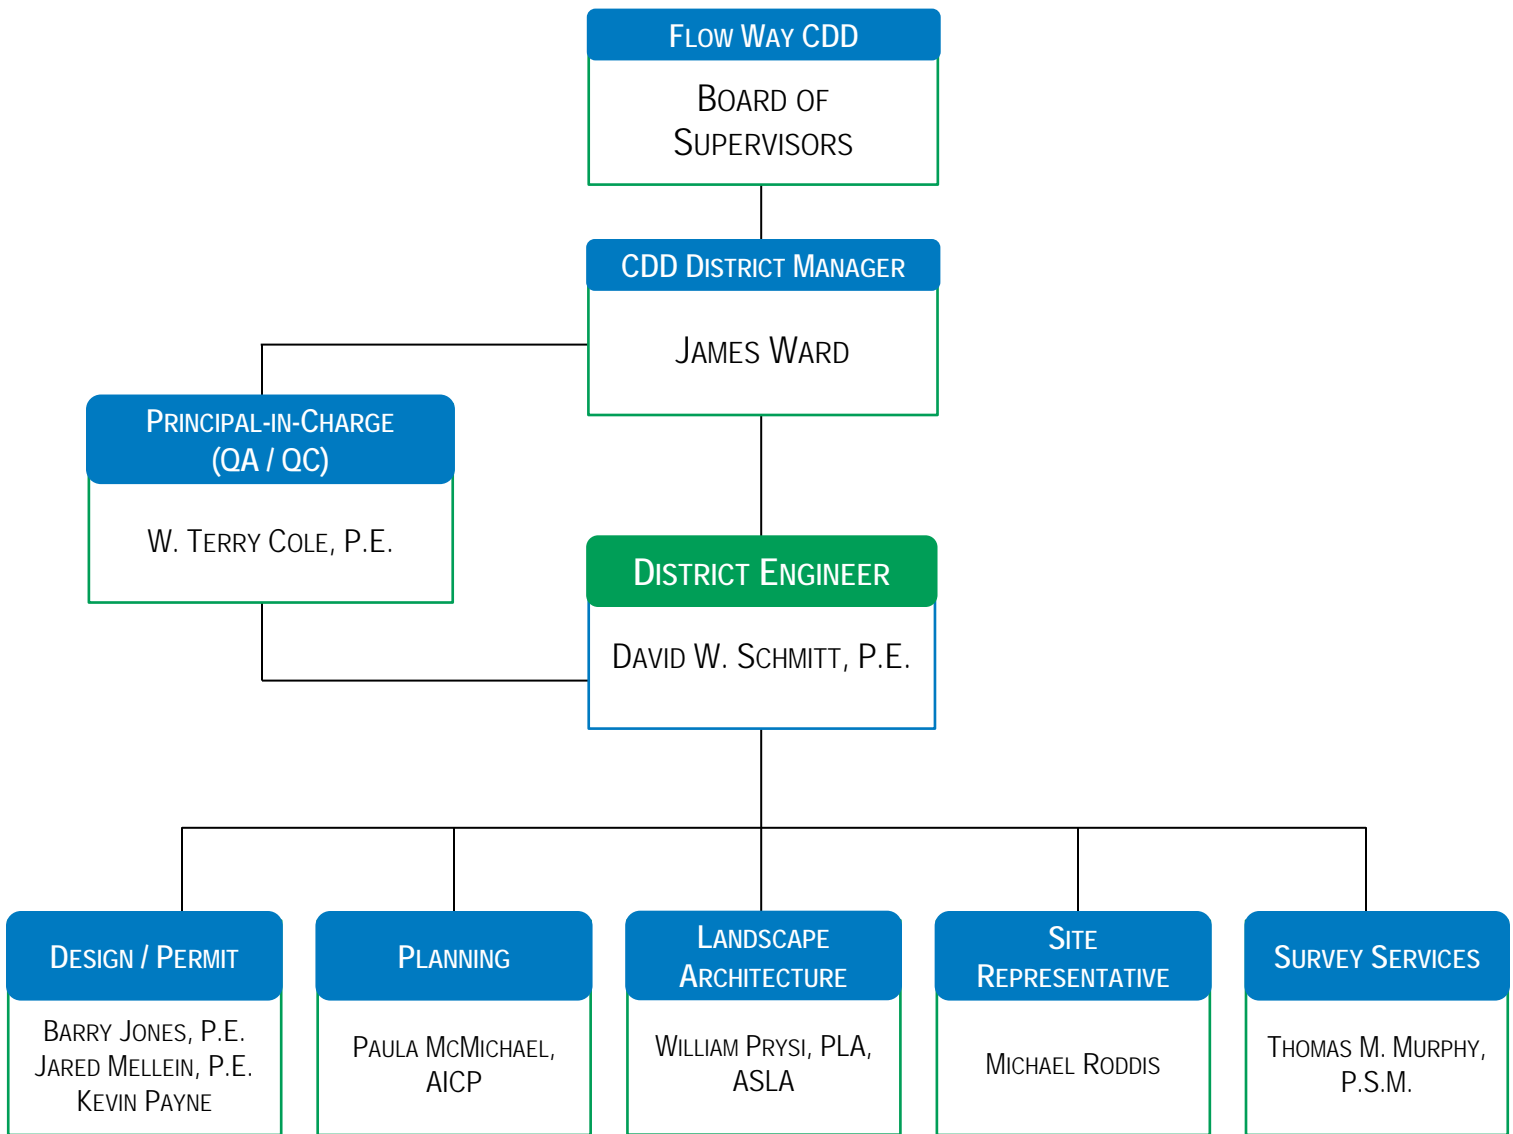 FLOW WAY CDD
BOARD OF
SUPERVISORS
CDD DISTRICT MANAGER
JAMES WARD
PRINCIPAL-IN-CHARGE
(QA / QC)
W. TERRY COLE, P.E.
DISTRICT ENGINEER
DAVID W. SCHMITT, P.E.
DESIGN / PERMIT
BARRY JONES, P.E.
JARED MELLEIN, P.E.
KEVIN PAYNE
PLANNING
PAULA MCMICHAEL,
AICP
LANDSCAPE
ARCHITECTURE
WILLIAM PRYSI, PLA,
ASLA
SITE
REPRESENTATIVE
MICHAEL RODDIS
SURVEY SERVICES
THOMAS M. MURPHY,
P.S.M.